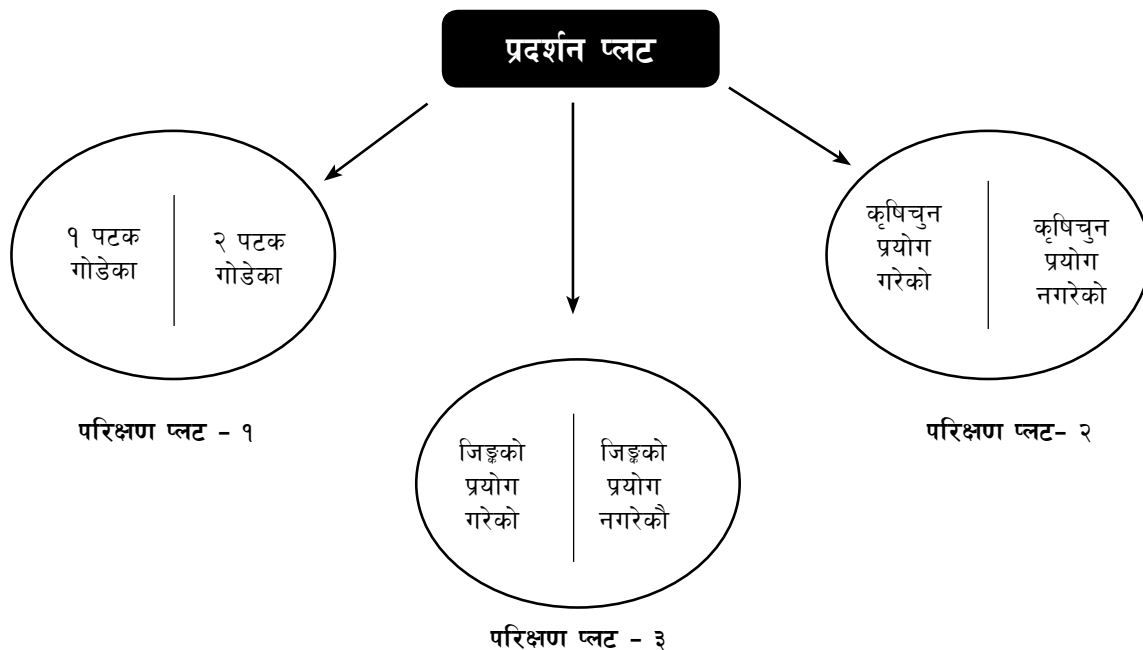 प्रदर्शन प्लट
१ पटक
गोडेका
२ पटक
गोडेका
परिक्षण प्लट - १
कृषिचुन
प्रयोग
गरेको
कृषिचुन
प्रयोग
नगरेको
परिक्षण प्लट- २
जिङ्कको
प्रयोग
गरेको
जिङ्को
प्रयोग
नगरेकौ
परिक्षण प्लट - ३